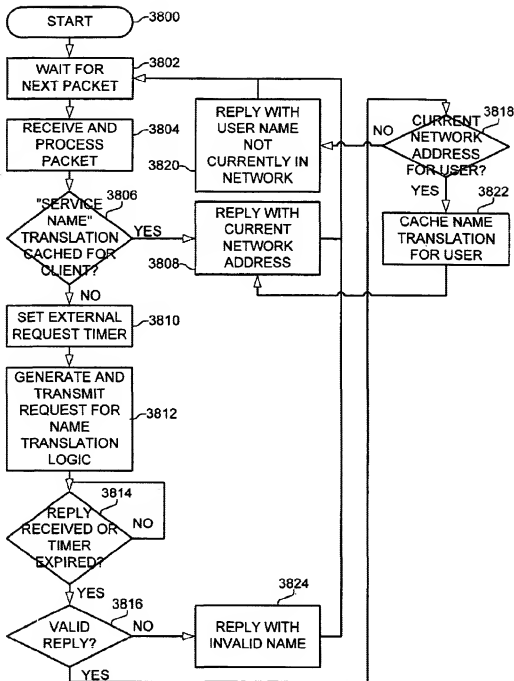 START
3800
WAIT FOR
NEXT PACKET
3802
RECEIVE AND
PROCESS
PACKET
3804
"SERVICE
NAME"
TRANSLATION
CACHED FOR
CLIENT?
3806
YES
NO
REPLY WITH
CURRENT
NETWORK
ADDRESS
3808
SET EXTERNAL
REQUEST TIMER
3810
GENERATE AND
TRANSMIT
REQUEST FOR
NAME
TRANSLATION
LOGIC
3812
REPLY
RECEIVED OR
TIMER
EXPIRED?
3814
NO
YES
VALID
REPLY?
3816
NO
YES
REPLY WITH
INVALID NAME
3824
CURRENT
NETWORK
ADDRESS
FOR USER?
3818
NO
YES
REPLY WITH
USER NAME
NOT
CURRENTLY IN
NETWORK
3820
CACHE NAME
TRANSLATION
FOR USER
3822